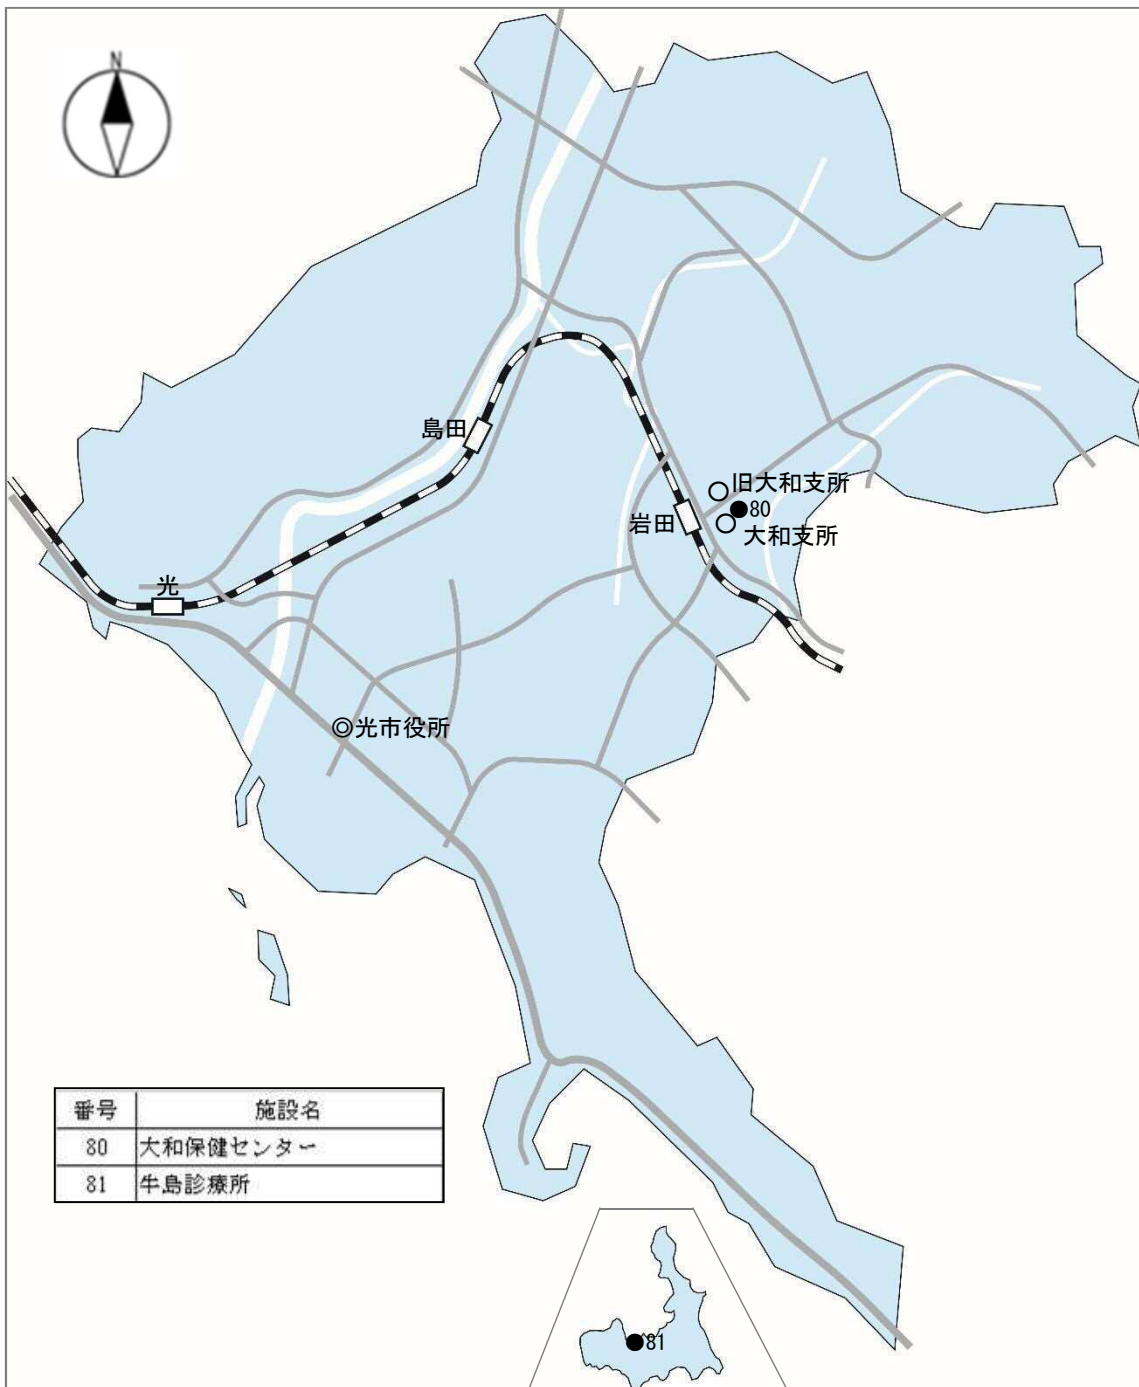 N
島田
旧大和支所
80
岩田
大和支所
光
◎光市役所
番号 施設名
80 大和保健センター
81 牛島診療所
81